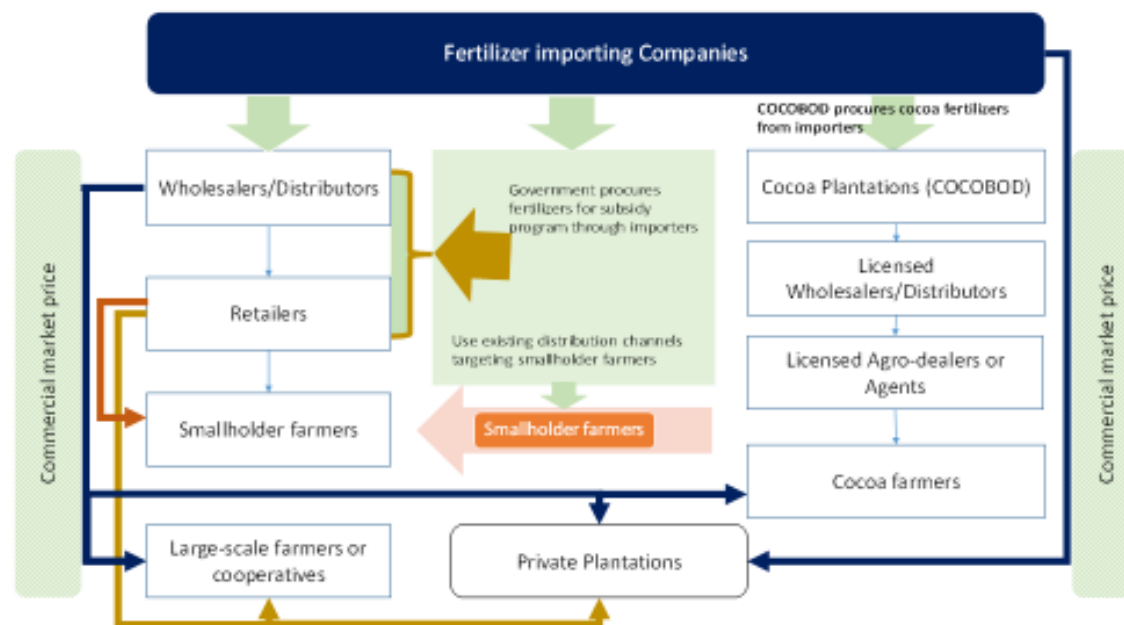 Fertilizer importing Companies
COCOBOD procures cocoa fertilizers
from importers
Wholesalers/Distributors
Government procures
fertilizers for subsidy
program through importers
Cocoa Plantations (COCOBOD)
Licensed
Wholesalers/Distributors
Retailers
Use existing distribution channels
targeting smallholder farmers
Licensed Agro-dealers or
Agents
Smallholder farmers
Smallholder farmers
Cocoa farmers
Large-scale farmers or
cooperatives
Private Plantations
Commercial market price
Commercial market price